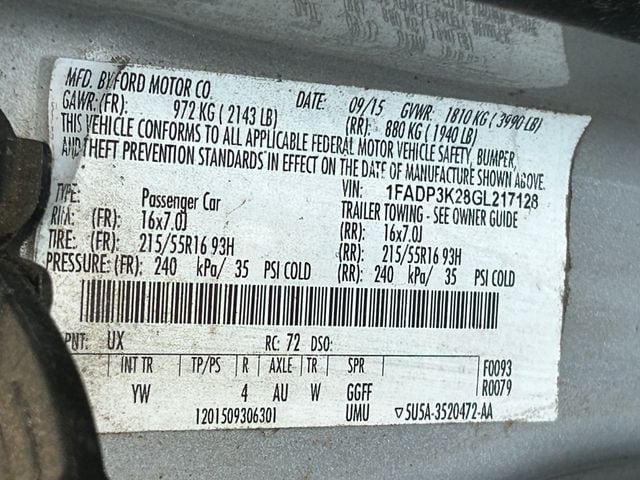 MFD. BY FORD MOTOR CO.
DATE: 09/15 GVWR: 1810 KG ( 3990 LB)
GAWR: (FR): 972 KG ( 2143 LB) (RR): 880 KG ( 1940 LB)
THIS VEHICLE CONFORMS TO ALL APPLICABLE FEDERAL MOTOR VEHICLE SAFETY, BUMPER,
AND THEFT PREVENTION STANDARDS IN EFFECT ON THE DATE OF MANUFACTURE SHOWN ABOVE.
VIN: 1FADP3K28GL217128
TYPE: Passenger Car TRAILER TOWING - SEE OWNER GUIDE
RIM: (FR): 16x7.0J (RR): 16x7.0J
TIRE: (FR): 215/55R16 93H (RR): 215/55R16 93H
PRESSURE: (FR): 240 kPa/ 35 PSI COLD (RR): 240 kPa/ 35 PSI COLD
PNT: UX RC: 72 DSO:
INT TR TP/PS R AXLE TR SPR F0093
YW 4 AU W GGFF R0079
1201509306301 UMU ▽5U5A-3520472-AA